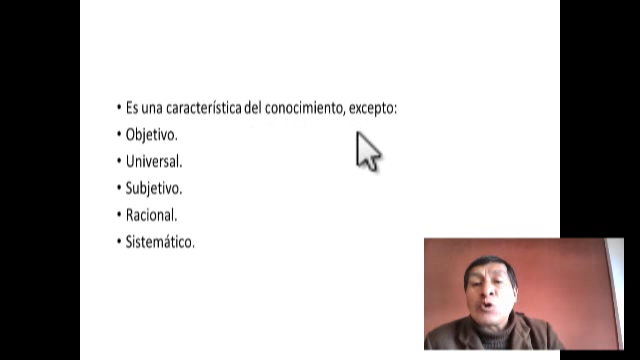 • Es una característica del conocimiento, excepto:
• Objetivo.
• Universal.
• Subjetivo.
• Racional.
• Sistemático.